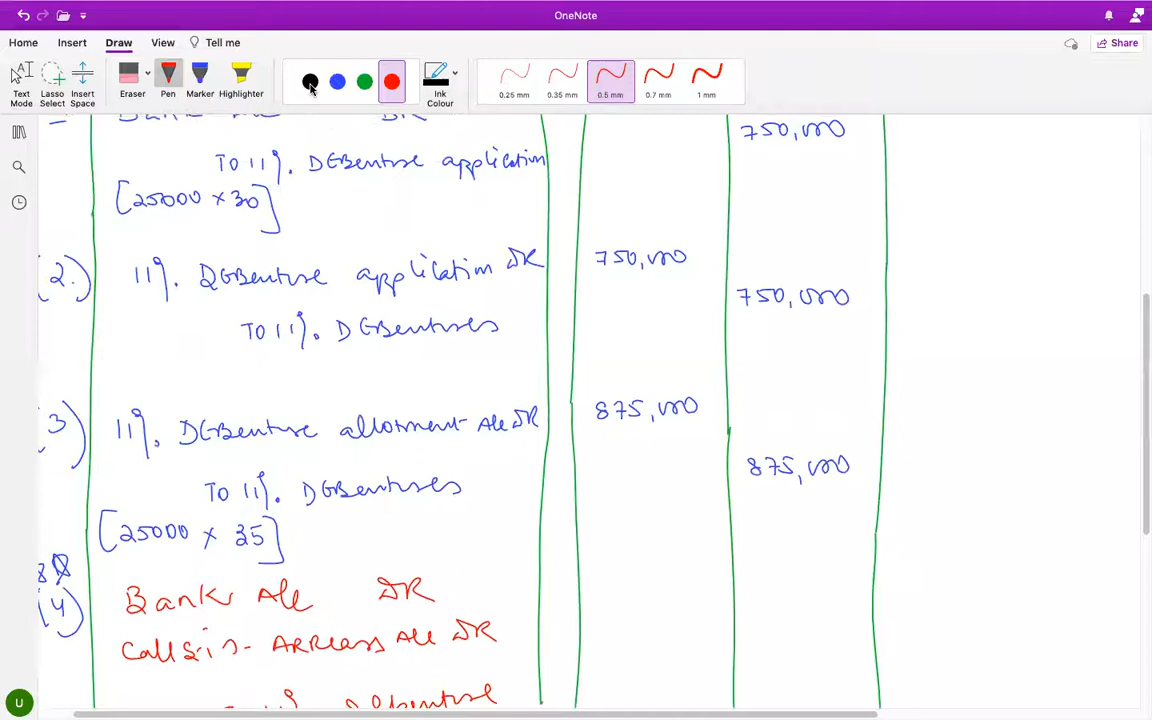 OneNote
Home Insert Draw View Tell me
Share
Text Mode
Lasso Select
Insert Space
Eraser
Pen
Marker
Highlighter
Ink Colour
0.25 mm 0.35 mm 0.5 mm 0.7 mm 1 mm
DR
750,000
TO 11%. DEBenture application
[25000 × 30]
(2.) 11%. DEBenture application DR 750,000
750,000
TO 11%. DEBentures
(3) 11%. DEBenture allotment A/c DR 875,000
875,000
TO 11%. DEBentures
[25000 × 35]
(4) Bank A/c DR
Calls-in-ARRears A/c DR
11%. DEBenture
U